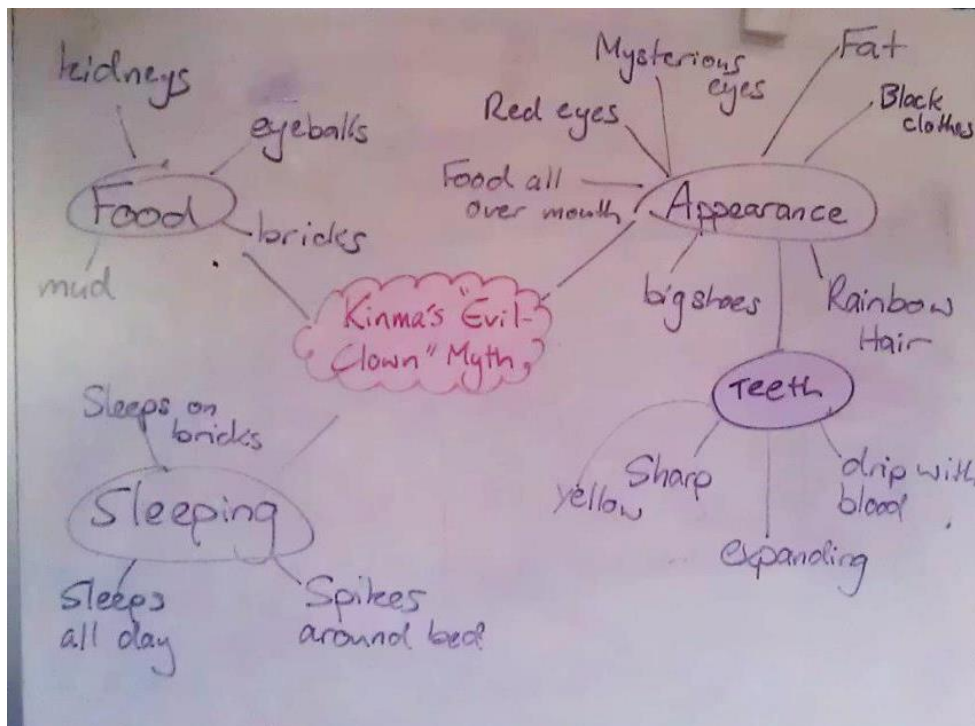 kidneys
eyeballs
Food
bricks
mud
Mysterious
eyes
Fat
Red eyes
Black
clothes
Food all
over mouth
Appearance
big shoes
Rainbow
Hair
Kinma's "Evil-
Clown" Myth
Teeth
yellow
Sharp
expanding
drip with
blood
Sleeps on
bricks
Sleeping
Sleeps
all day
Spikes
around bed